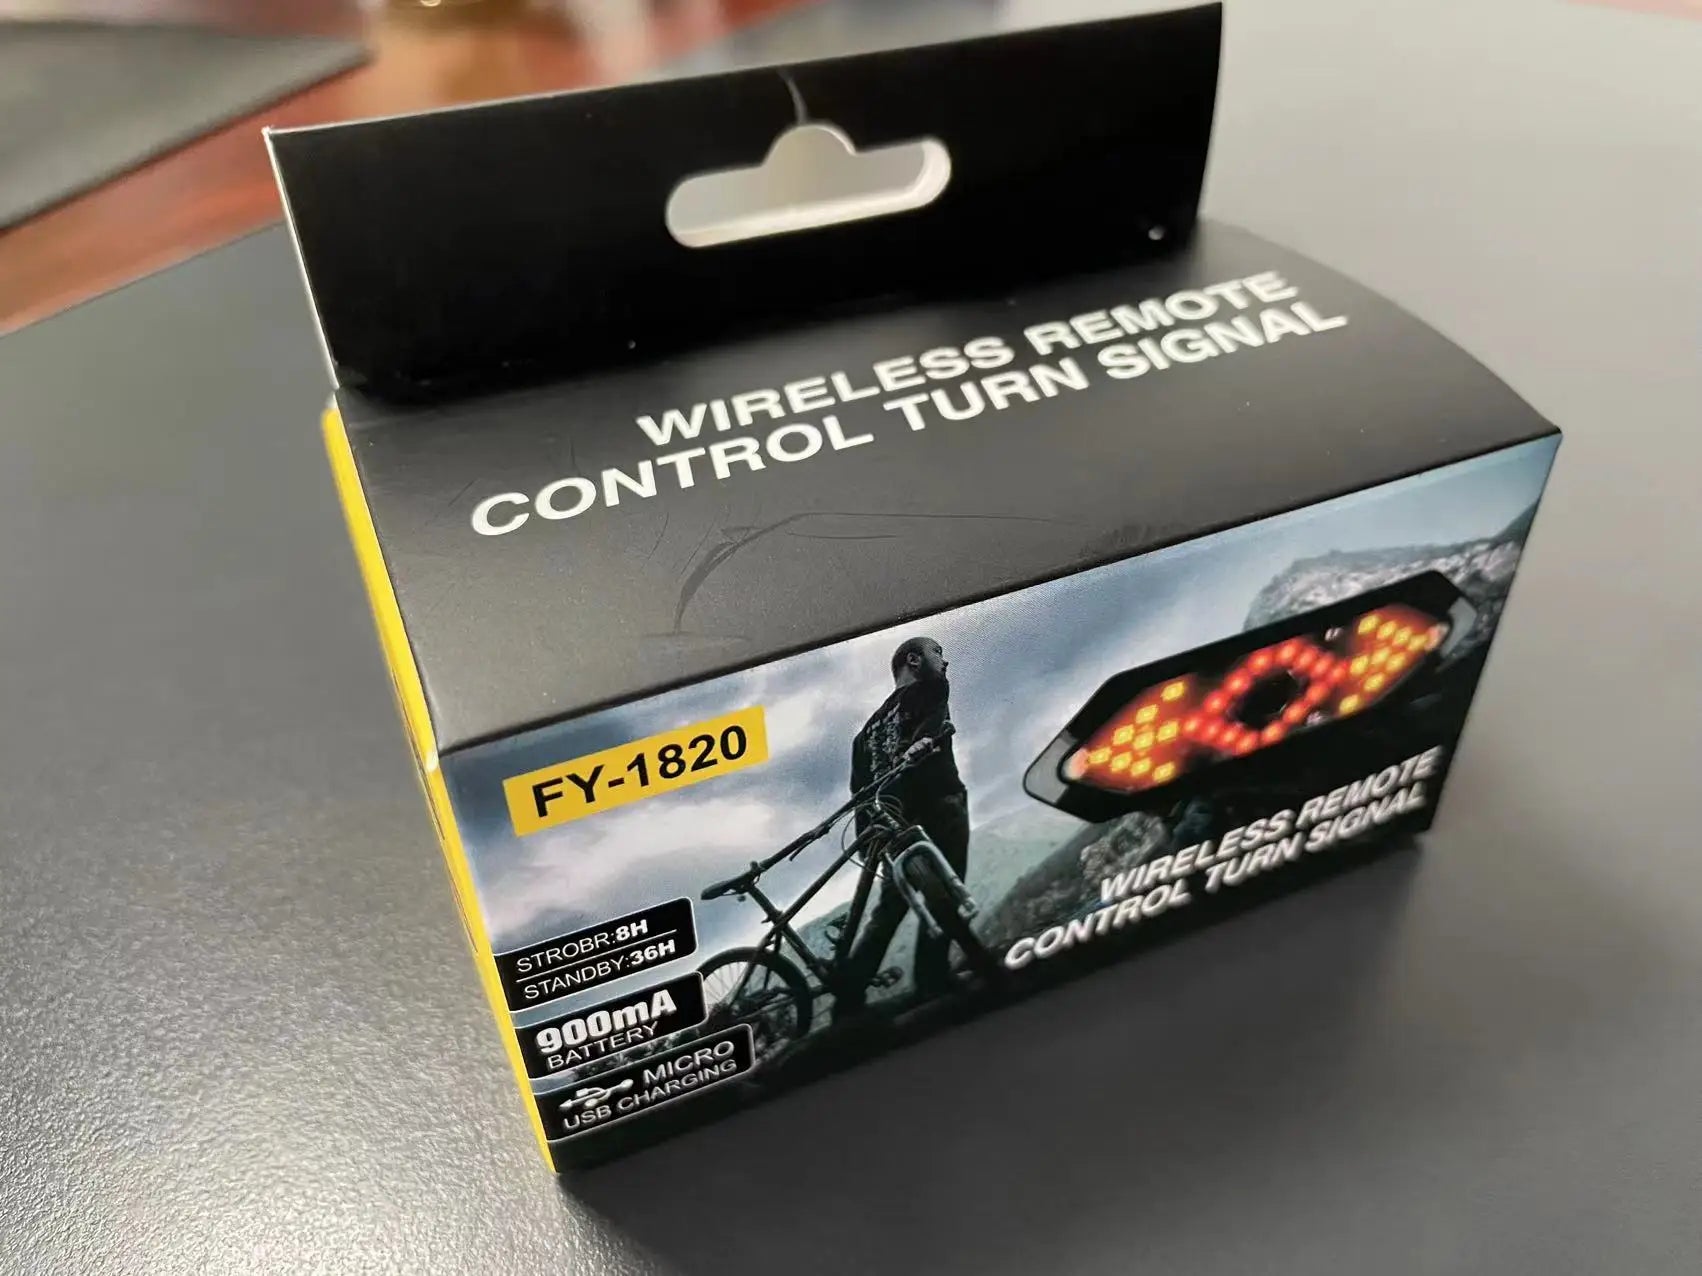 WIRELESS REMOTE
CONTROL TURN SIGNAL
FY-1820
WIRELESS REMOTE
CONTROL TURN SIGNAL
STROBR:8H
STANDBY:36H
900mA
BATTERY
MICRO
USB CHARGING